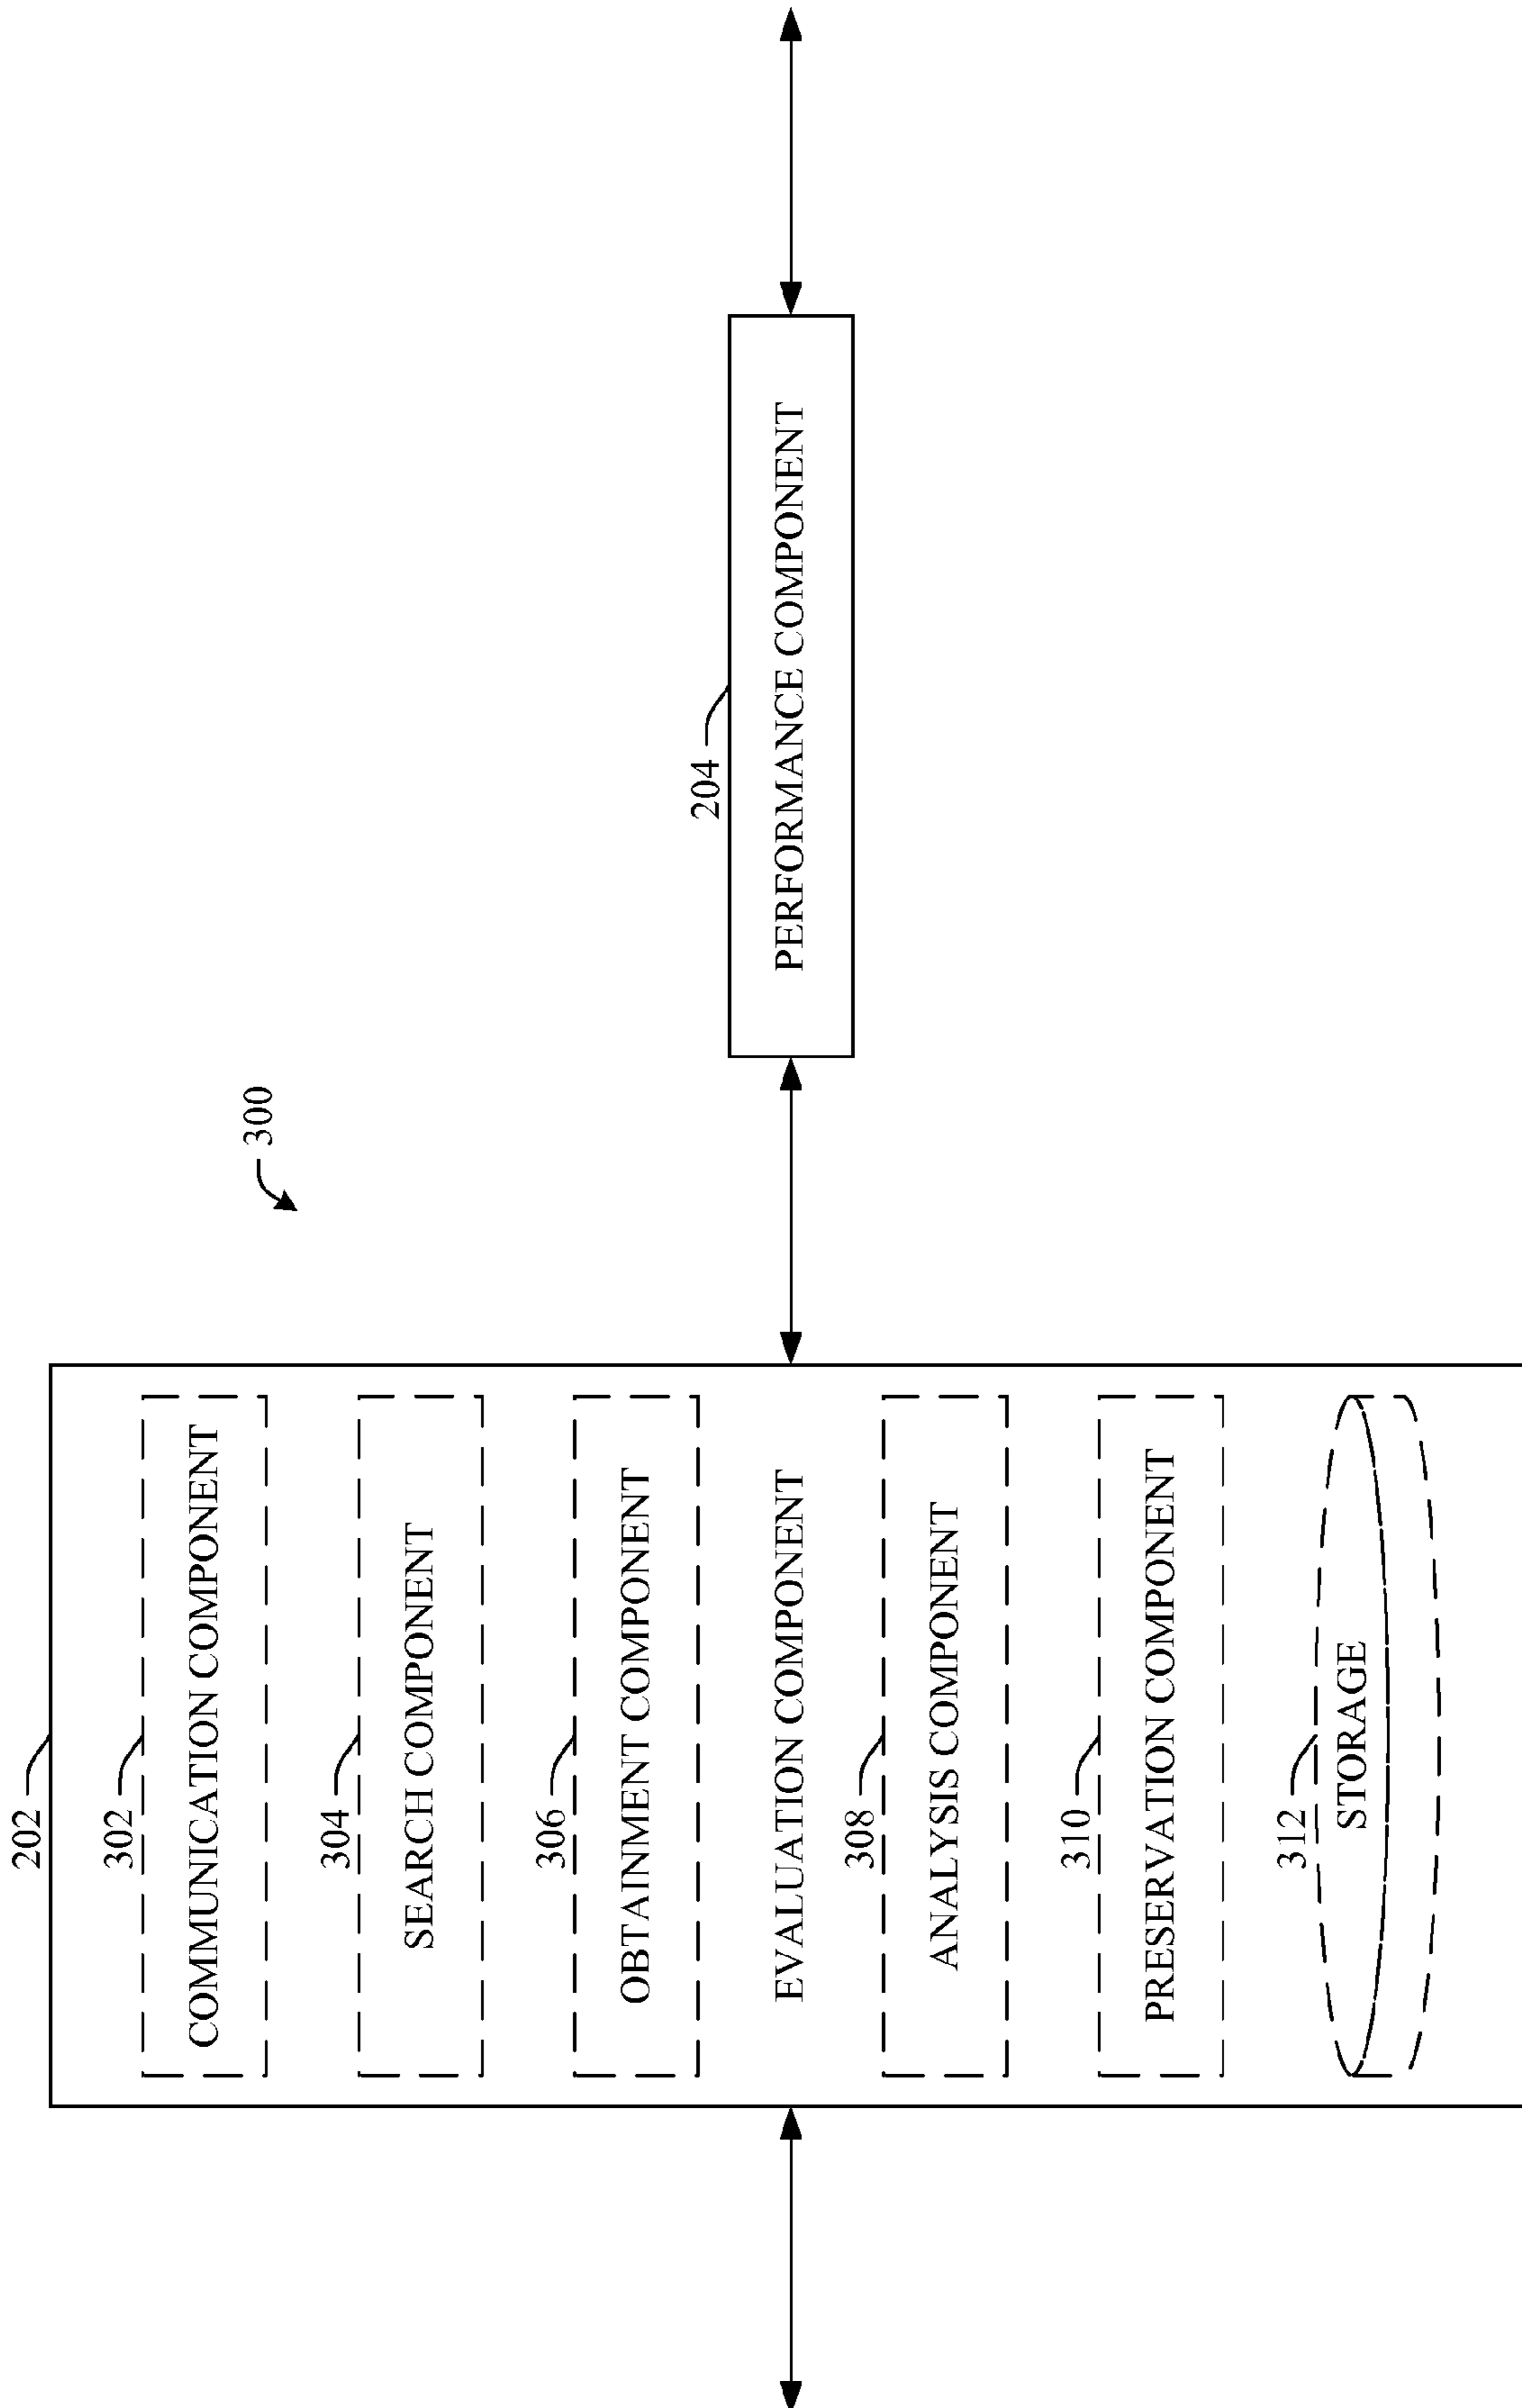 300
202
302
COMMUNICATION COMPONENT
304
SEARCH COMPONENT
306
OBTAINMENT COMPONENT
EVALUATION COMPONENT
308
ANALYSIS COMPONENT
310
PRESERVATION COMPONENT
312
STORAGE
204
PERFORMANCE COMPONENT